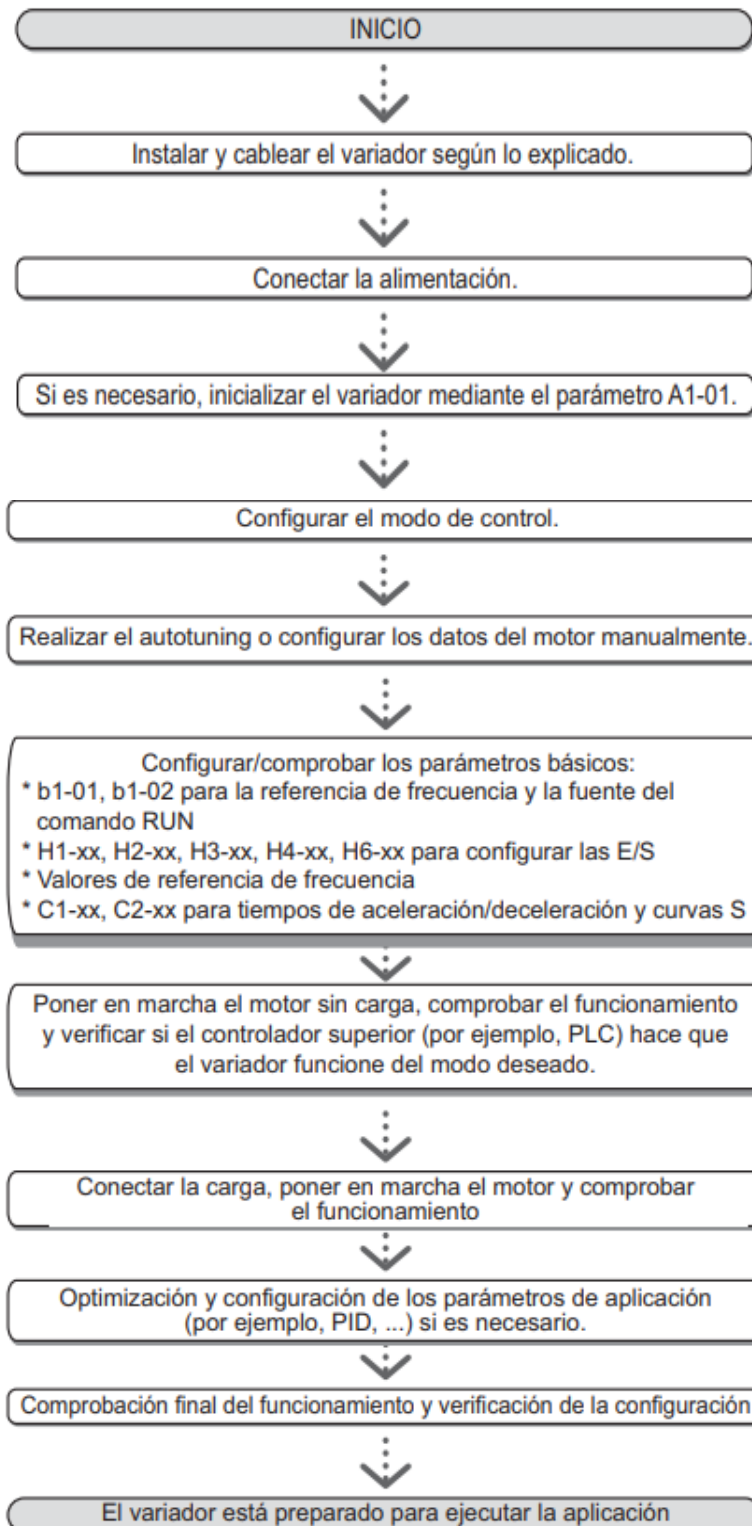 INICIO
Instalar y cablear el variador según lo explicado.
Conectar la alimentación.
Si es necesario, inicializar el variador mediante el parámetro A1-01.
Configurar el modo de control.
Realizar el autotuning o configurar los datos del motor manualmente.
Configurar/comprobar los parámetros básicos:
* b1-01, b1-02 para la referencia de frecuencia y la fuente del
comando RUN
* H1-xx, H2-xx, H3-xx, H4-xx, H6-xx para configurar las E/S
* Valores de referencia de frecuencia
* C1-xx, C2-xx para tiempos de aceleración/deceleración y curvas S
Poner en marcha el motor sin carga, comprobar el funcionamiento
y verificar si el controlador superior (por ejemplo, PLC) hace que
el variador funcione del modo deseado.
Conectar la carga, poner en marcha el motor y comprobar
el funcionamiento
Optimización y configuración de los parámetros de aplicación
(por ejemplo, PID, ...) si es necesario.
Comprobación final del funcionamiento y verificación de la configuración
El variador está preparado para ejecutar la aplicación